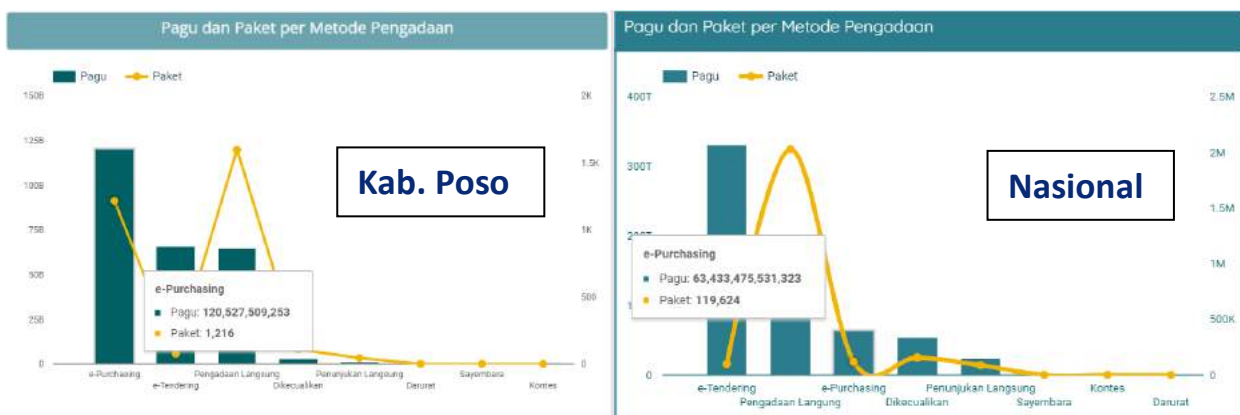 Pagu dan Paket per Metode Pengadaan
Pagu
Paket
150B
125B
100B
75B
50B
25B
0
2K
1.5K
1K
500
0
Kab. Poso
e-Purchasing
Pagu: 120,527,509,253
Paket: 1,216
e-Purchasing
e-Tendering
Pengadaan Langsung
Dikecualikan
Penunjukan Langsung
Darurat
Sayembara
Kontes
Pagu dan Paket per Metode Pengadaan
Pagu
Paket
400T
300T
0
2.5M
2M
1.5M
1M
500K
0
Nasional
e-Purchasing
Pagu: 63,433,475,531,323
Paket: 119,624
e-Tendering
Pengadaan Langung
e-Purchasing
Dikecualikan
Penunjukan Langsung
Sayembara
Kontes
Darurat